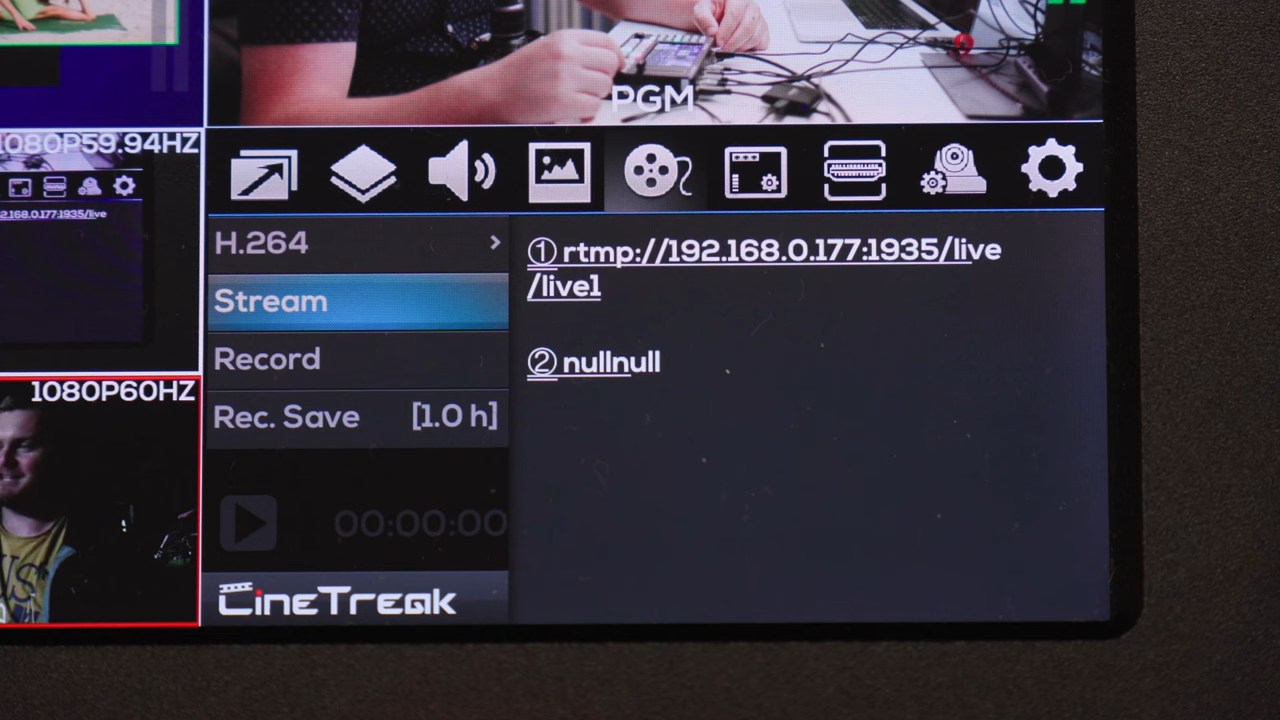 PGM
1080P59.94HZ
2.168.0.177:1935/live
H.264
Stream
Record
Rec. Save [1.0 h]
00:00:00
CineTreak
① rtmp://192.168.0.177:1935/live
/live1
② nullnull
1080P60HZ